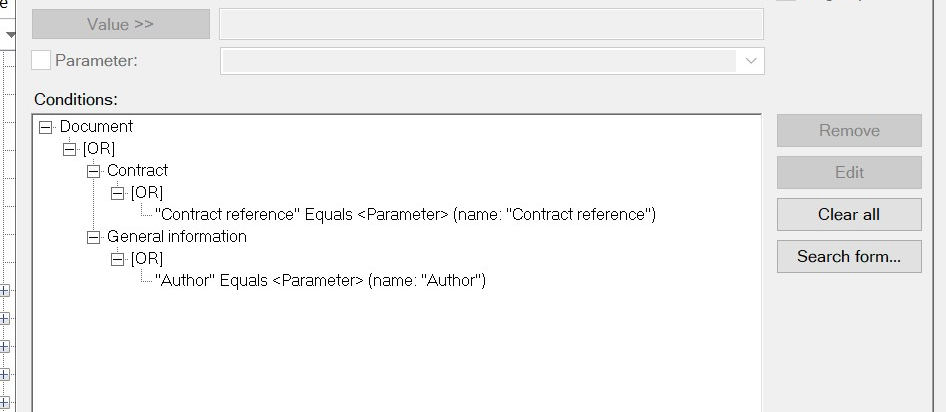 Value >>
Parameter:
Conditions:
Document
[OR]
Contract
[OR]
"Contract reference" Equals <Parameter> (name: "Contract reference")
General information
[OR]
"Author" Equals <Parameter> (name: "Author")
Remove
Edit
Clear all
Search form...